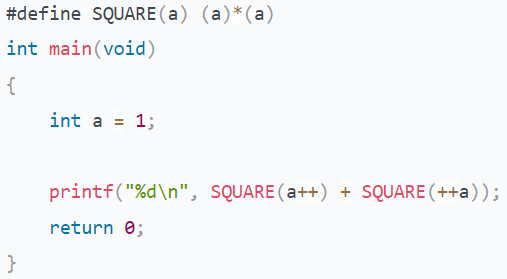 #define SQUARE(a) (a)*(a)
int main(void)
{
    int a = 1;

    printf("%d\n", SQUARE(a++) + SQUARE(++a));
    return 0;
}